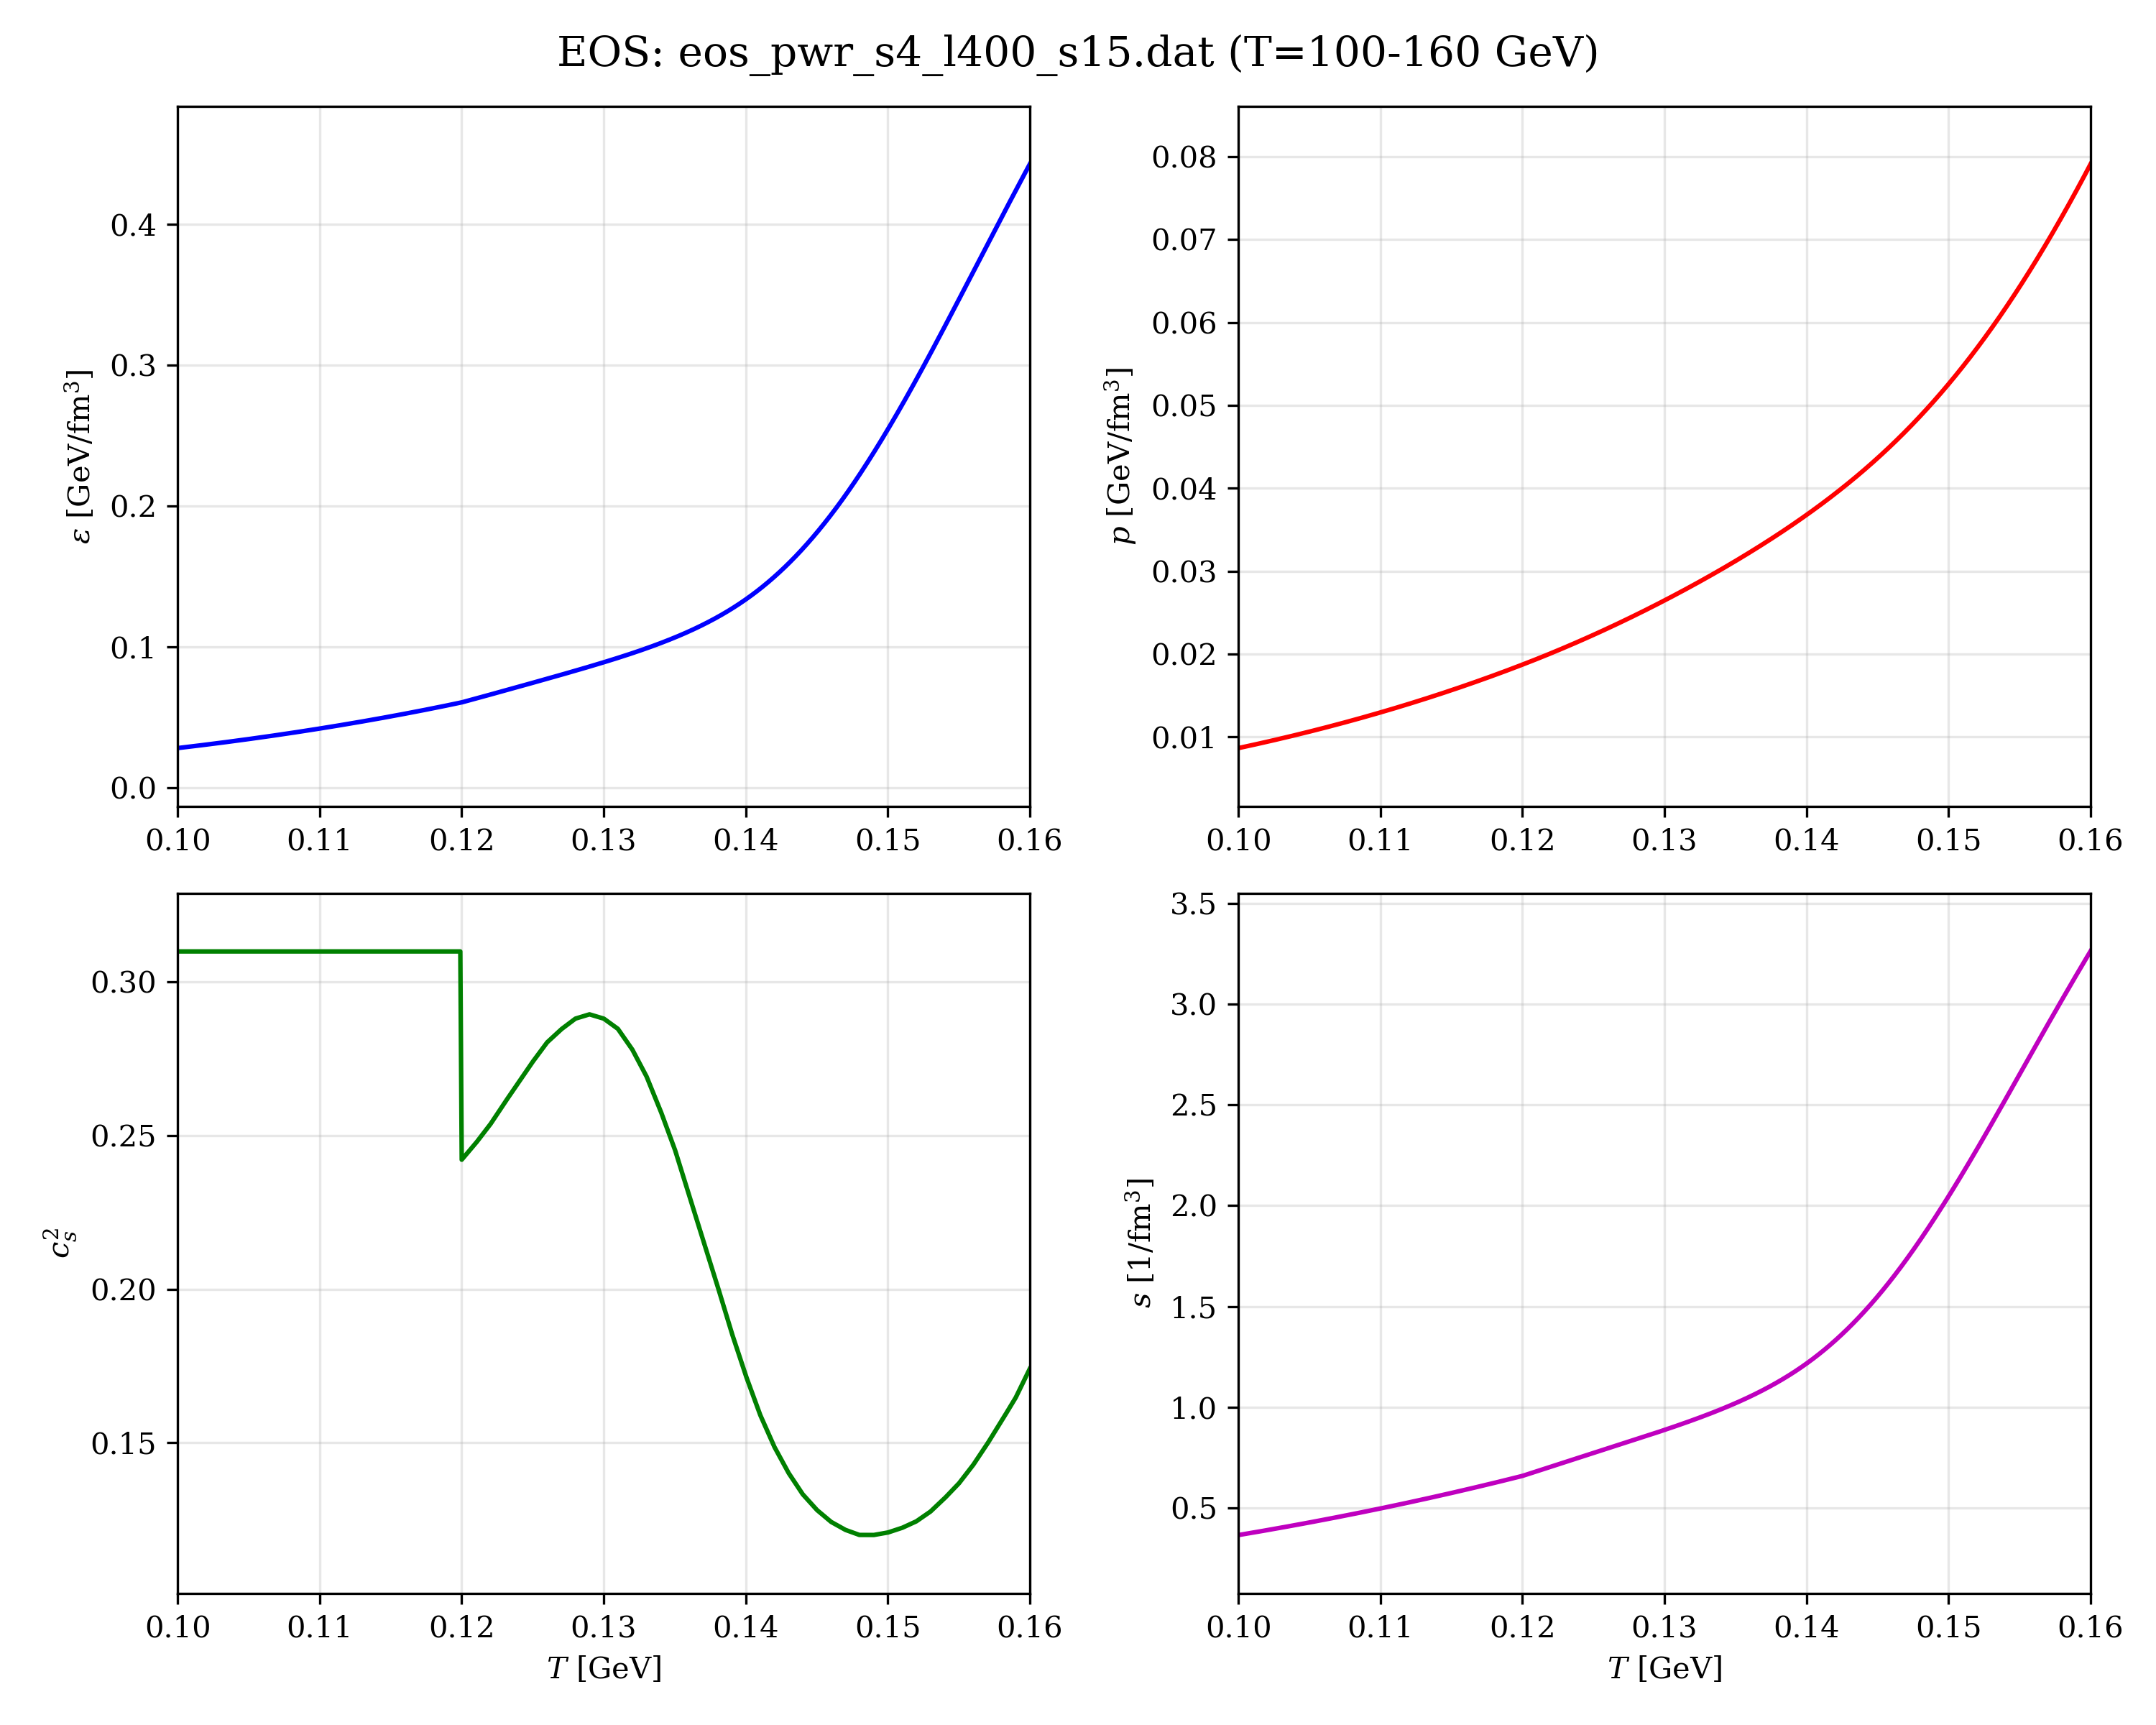 EOS: eos_pwr_s4_l400_s15.dat (T=100-160 GeV)
ε [GeV/fm³]
0.4
0.3
0.2
0.1
0.0
0.10 0.11 0.12 0.13 0.14 0.15 0.16
p [GeV/fm³]
0.08
0.07
0.06
0.05
0.04
0.03
0.02
0.01
0.10 0.11 0.12 0.13 0.14 0.15 0.16
c_s^2
0.30
0.25
0.20
0.15
0.10 0.11 0.12 0.13 0.14 0.15 0.16
T [GeV]
s [1/fm³]
3.5
3.0
2.5
2.0
1.5
1.0
0.5
0.10 0.11 0.12 0.13 0.14 0.15 0.16
T [GeV]